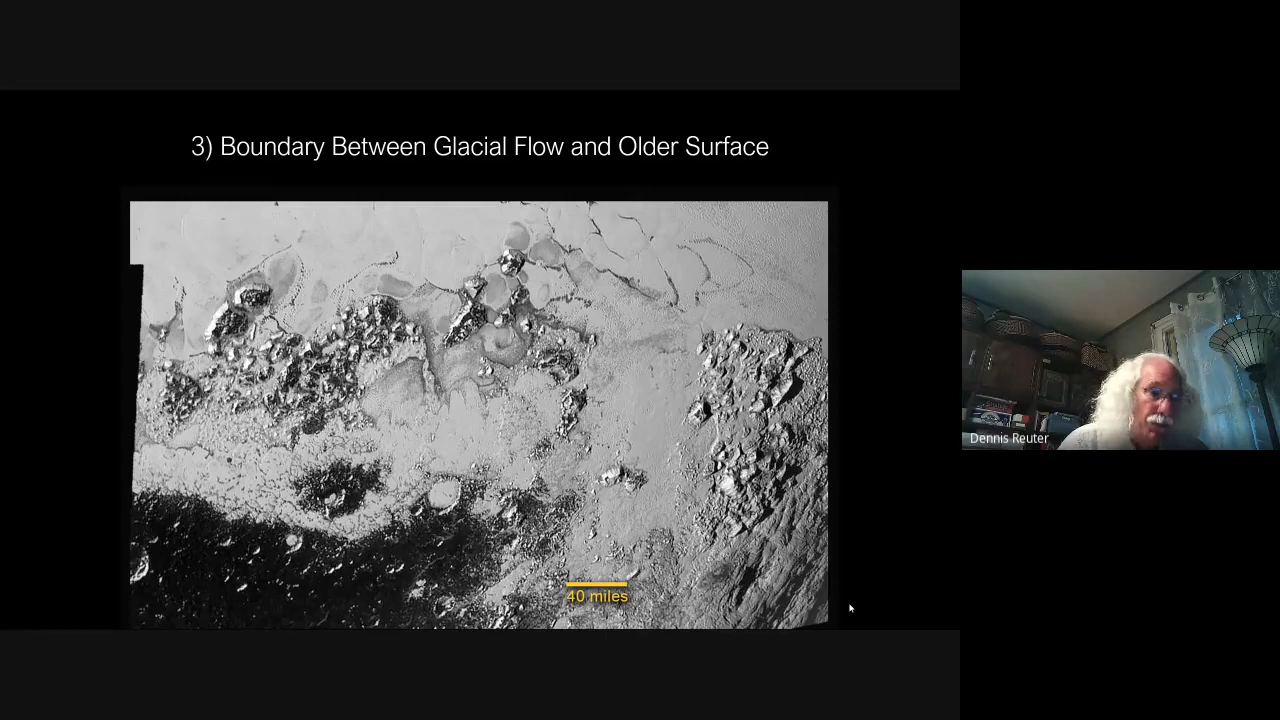 3) Boundary Between Glacial Flow and Older Surface
40 miles
Dennis Reuter